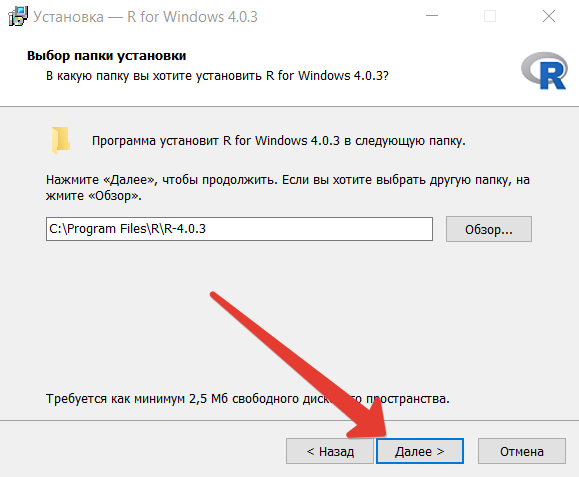 Установка — R for Windows 4.0.3
Выбор папки установки
В какую папку вы хотите установить R for Windows 4.0.3?
R
Программа установит R for Windows 4.0.3 в следующую папку.
Нажмите «Далее», чтобы продолжить. Если вы хотите выбрать другую папку, на
жмите «Обзор».
C:\Program Files\R\R-4.0.3
Обзор...
Требуется как минимум 2,5 Мб свободного дискового пространства.
< Назад
Далее >
Отмена